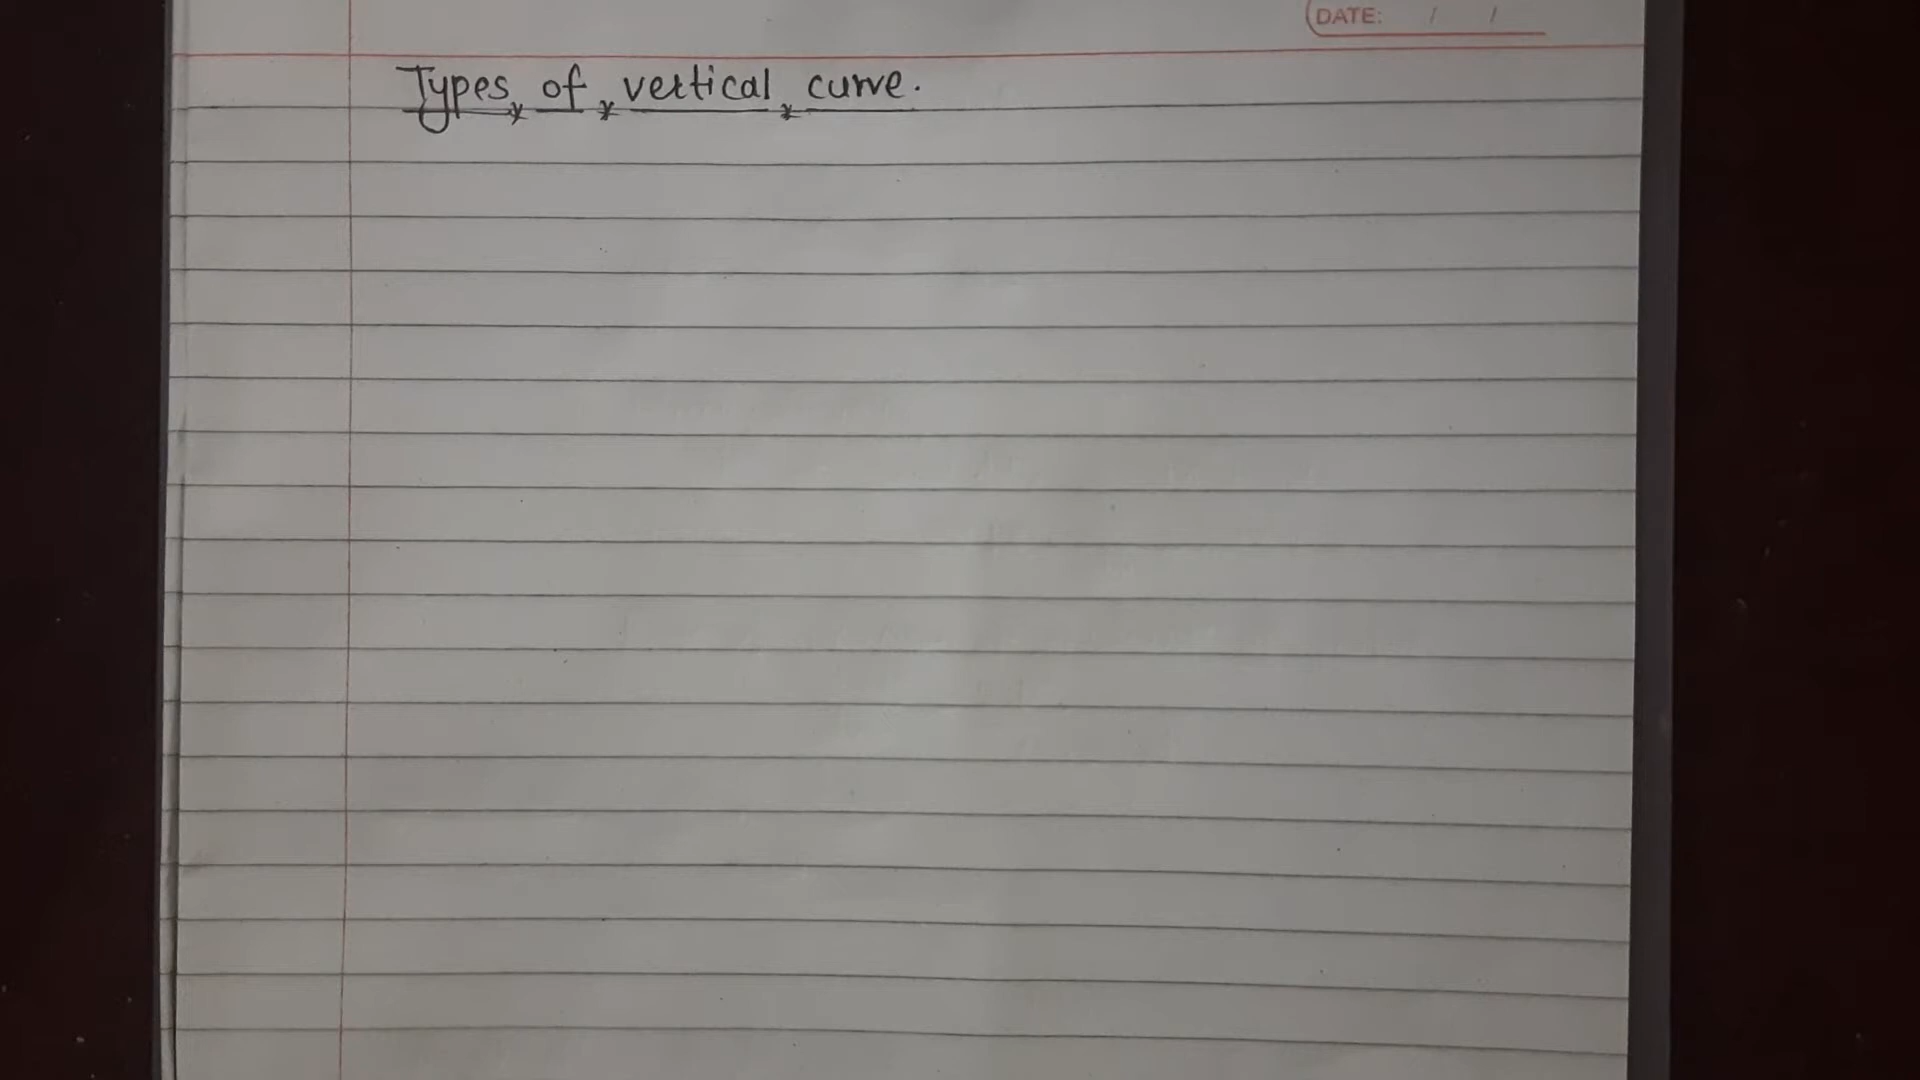 DATE: / /
Types of vertical curve.